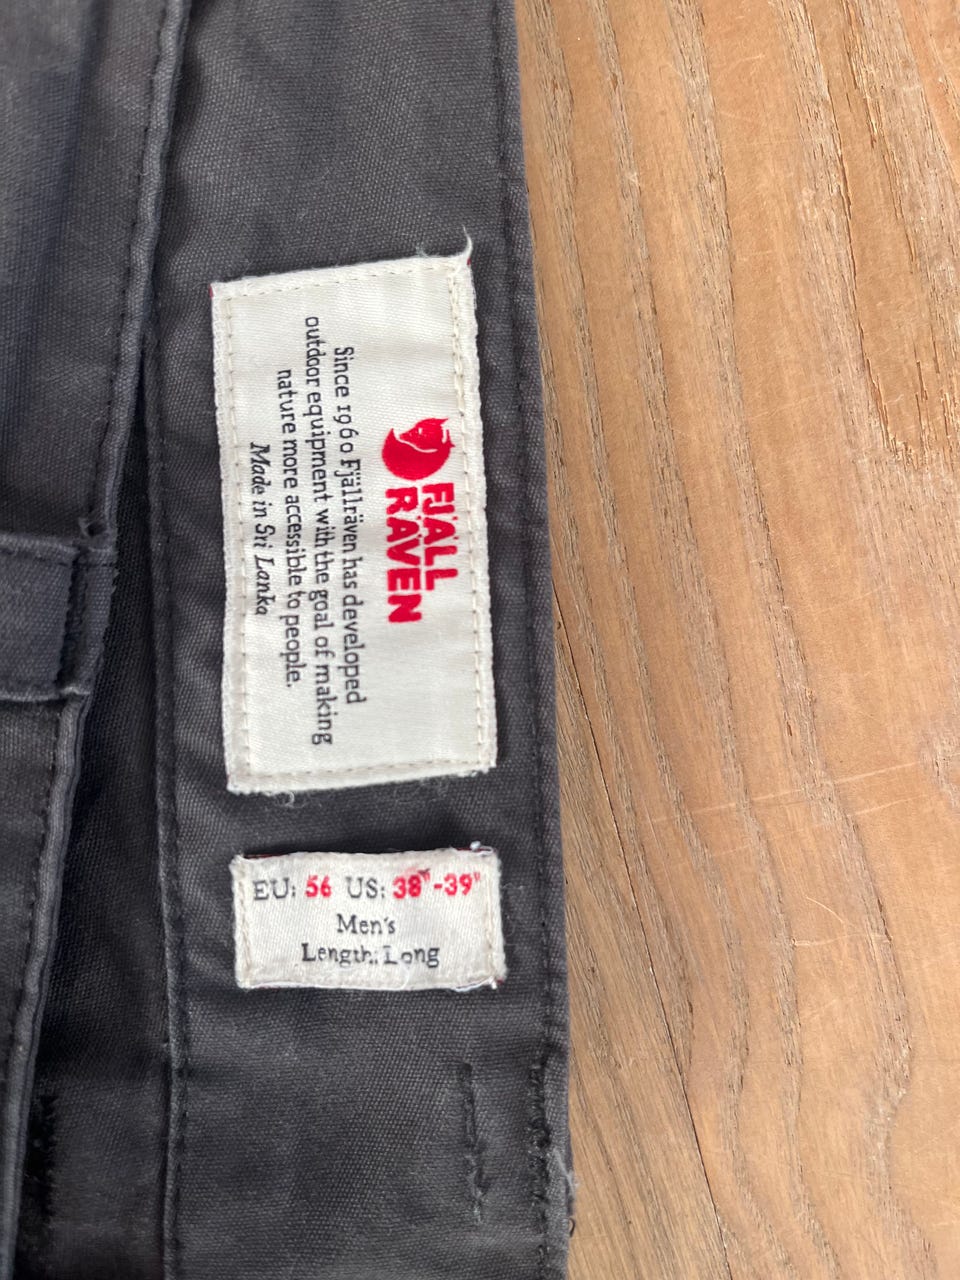 FJÄLL
RÄVEN
Since 1960 Fjällräven has developed
outdoor equipment with the goal of making
nature more accessible to people.
Made in Sri Lanka
EU: 56 US: 38"-39"
Men's
Length: Long